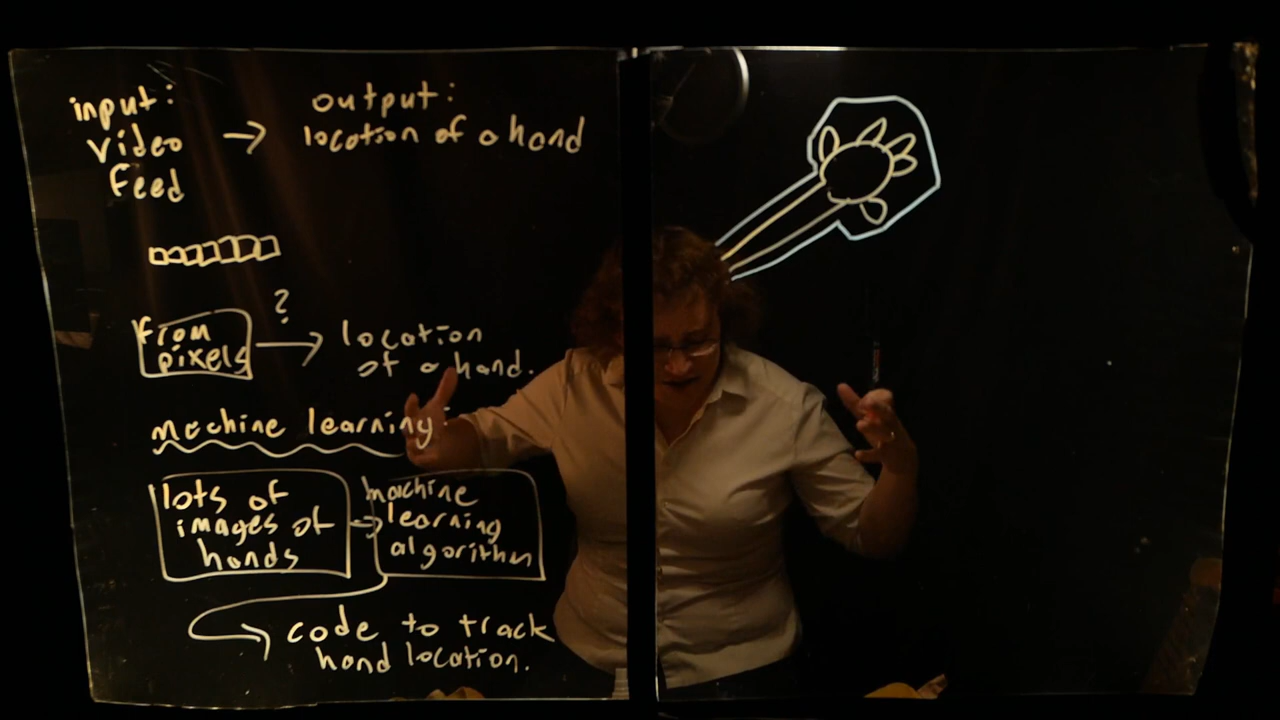 input:
video
feed
→
output:
location of a hand
from
pixels
?
→
location
of a hand.
machine learning:
lots of
images of
hands
→
machine
learning
algorithm
code to track
hand location.